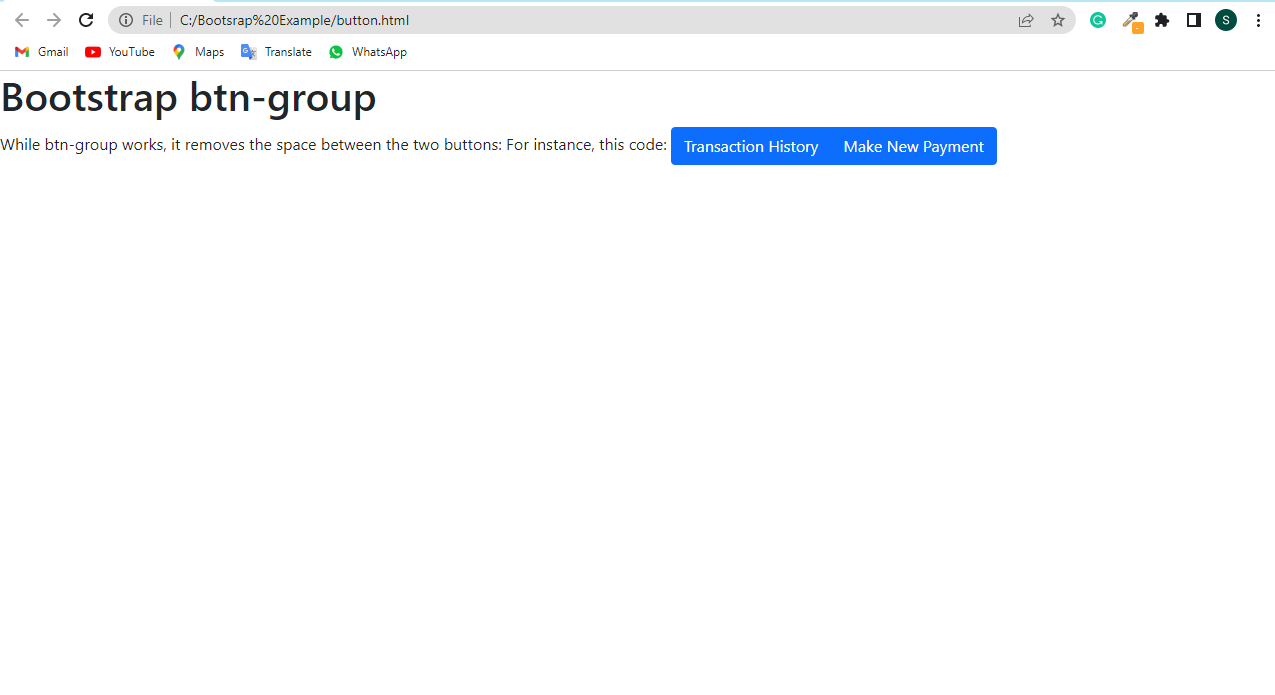 File | C:/Bootsrap%20Example/button.html S
Gmail YouTube Maps Translate WhatsApp
Bootstrap btn-group
While btn-group works, it removes the space between the two buttons: For instance, this code: Transaction History Make New Payment